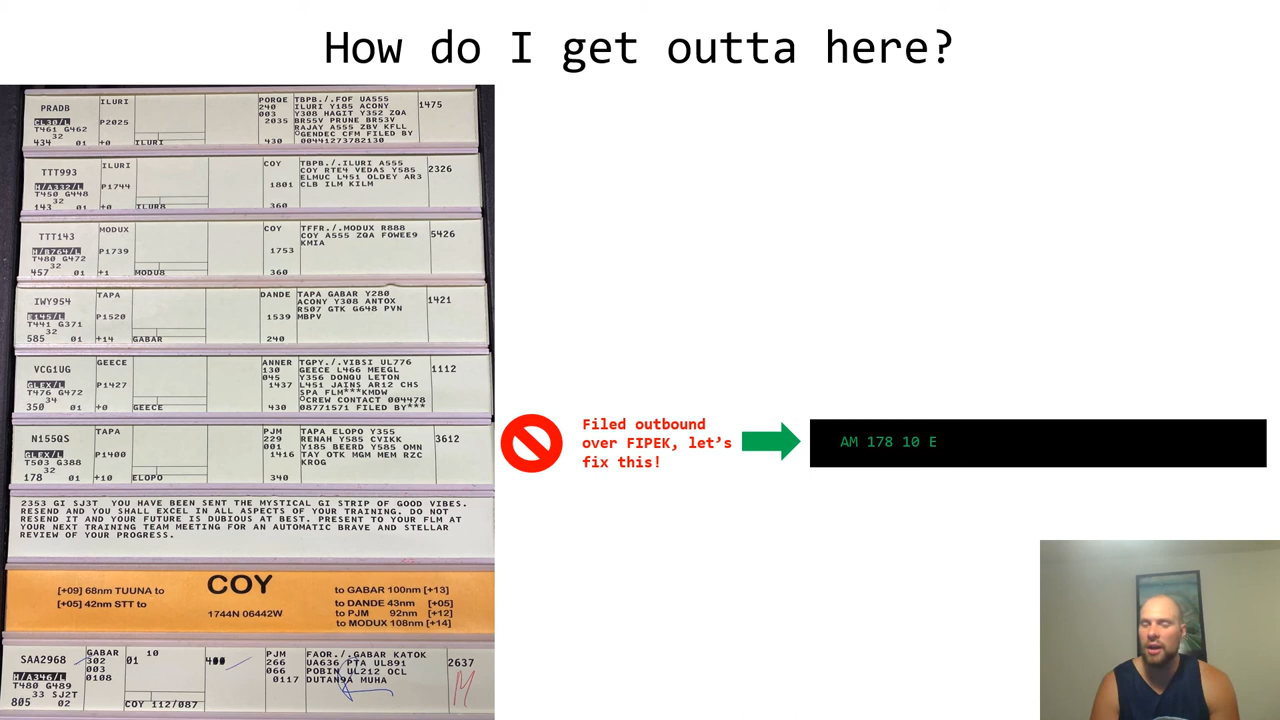 How do I get outta here?
PRADB
CL30/L
T461 G462
32
434 01
ILURI
P2025
+0
ILURI
PORGE
240
003
2035
430
TBPB./.FOF UA555
ILURI Y185 ACONY
Y308 HAGIT Y352 ZQA
BR55V PRUNE BR53V
RAJAY A555 ZBV KFLL
°GENDEC CFM FILED BY
00441273782130
1475
TTT993
H/A332/L
T450 G448
32
143 01
ILURI
P1744
+0
COY
1801
360
TBPB./.ILURI A555
COY RTE4 VEDAS Y585
ELMUC L451 OLDEY AR3
CLB ILM KILM
2326
TTT143
H/B764/L
T480 G472
32
457 01
MODUX
P1739
+1
COY
1753
360
TFFR./.MODUX R888
COY A555 ZQA FOWEE9
KMIA
5426
IWY954
E145/L
T441 G371
32
585 01
TAPA
P1520
+14
GABAR
DANDE
1539
240
TAPA GABAR Y280
ACONY Y308 ANTOX
R507 GTK G648 PVN
MBPV
1421
VCG1UG
GLEX/L
T476 G472
34
350 01
GEECE
P1427
+0
GEECE
ANNER
130
045
1437
430
TGPY./.VIBSI UL776
GEECE L466 MEEGL
Y356 DONQU LETON
L451 JAINS AR12 CHS
SPA FLM***KMDW
°CREW CONTACT 004478
08771571 FILED BY***
1112
N155QS
GLEX/L
T503 G388
32
178 01
TAPA
P1400
+10
ELOPO
PJM
229
001
1416
340
TAPA ELOPO Y355
RENAH Y585 CVIKK
Y185 BEERD Y585 OMN
TAY OTK MGM MEM RZC
KROG
3612
Filed outbound
over FIPEK, let's
fix this!
AM 178 10 E
2353 GI SJ3T YOU HAVE BEEN SENT THE MYSTICAL GI STRIP OF GOOD VIBES.
RESEND AND YOU SHALL EXCEL IN ALL ASPECTS OF YOUR TRAINING. DO NOT
RESEND IT AND YOUR FUTURE IS DUBIOUS AT BEST. PRESENT TO YOUR FLM AT
YOUR NEXT TRAINING TEAM MEETING FOR AN AUTOMATIC BRAVE AND STELLAR
REVIEW OF YOUR PROGRESS.
[+09] 68nm TUUNA to
[+05] 42nm STT to
COY
1744N 06442W
to GABAR 100nm [+13]
to DANDE 43nm [+05]
to PJM 92nm [+12]
to MODUX 108nm [+14]
SAA2968
H/A346/L
T480 G489
33 SJ2T
805 02
GABAR
302
003
0108
10
01
COY 112/087
PJM
266
066
0117
FAOR./.GABAR KATOK
UA636 PTA UL891
POBIN UL212 OCL
DUTAN9A MUHA
2637
M